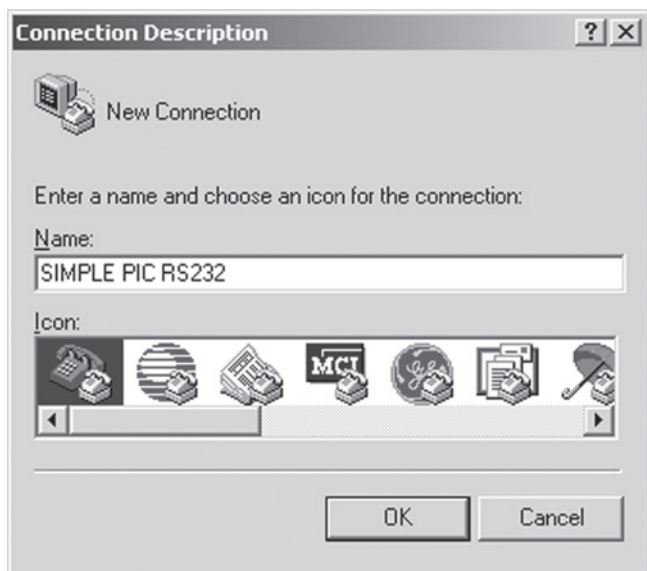 Connection Description
New Connection
Enter a name and choose an icon for the connection:
Name:
SIMPLE PIC RS232
Icon:
MCI
OK Cancel